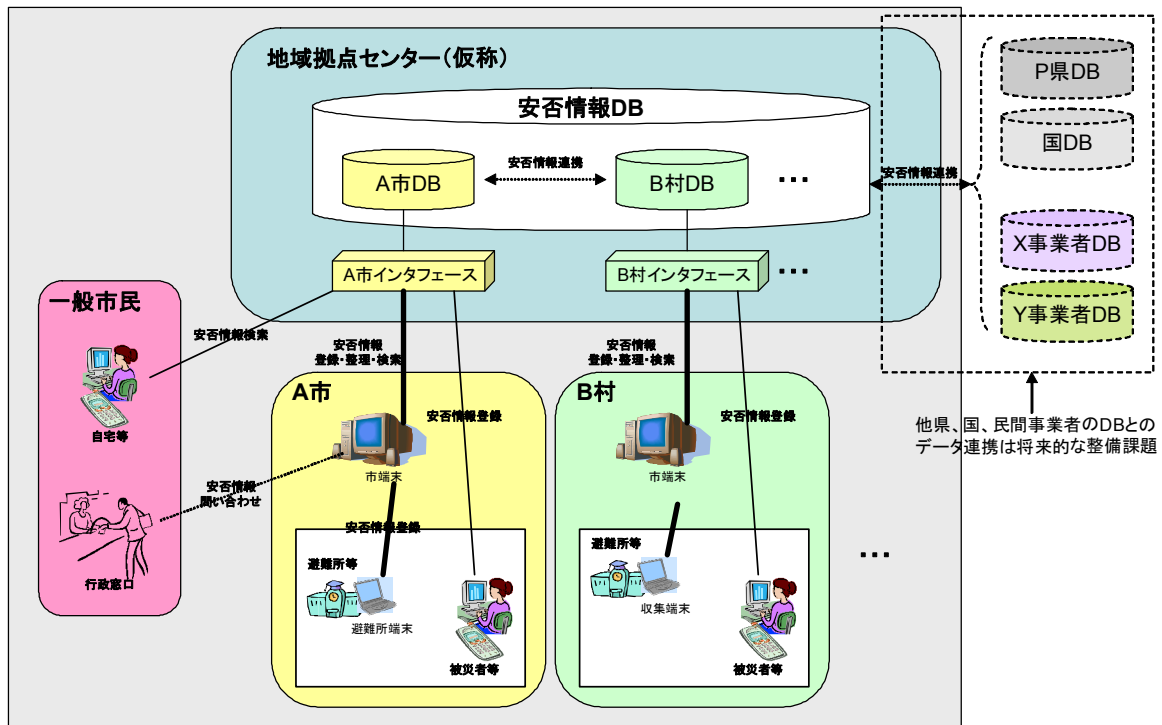 地域拠点センター（仮称）
安否情報DB
A市DB
安否情報連携
B村DB
…
安否情報連携
P県DB
国DB
X事業者DB
Y事業者DB
A市インタフェース
B村インタフェース
…
一般市民
安否情報検索
自宅等
安否情報
問い合わせ
行政窓口
安否情報
登録・整理・検索
安否情報
登録・整理・検索
A市
安否情報登録
市端末
安否情報登録
避難所等
避難所端末
被災者等
B村
安否情報登録
市端末
避難所等
収集端末
被災者等
…
他県、国、民間事業者のDBとの
データ連携は将来的な整備課題